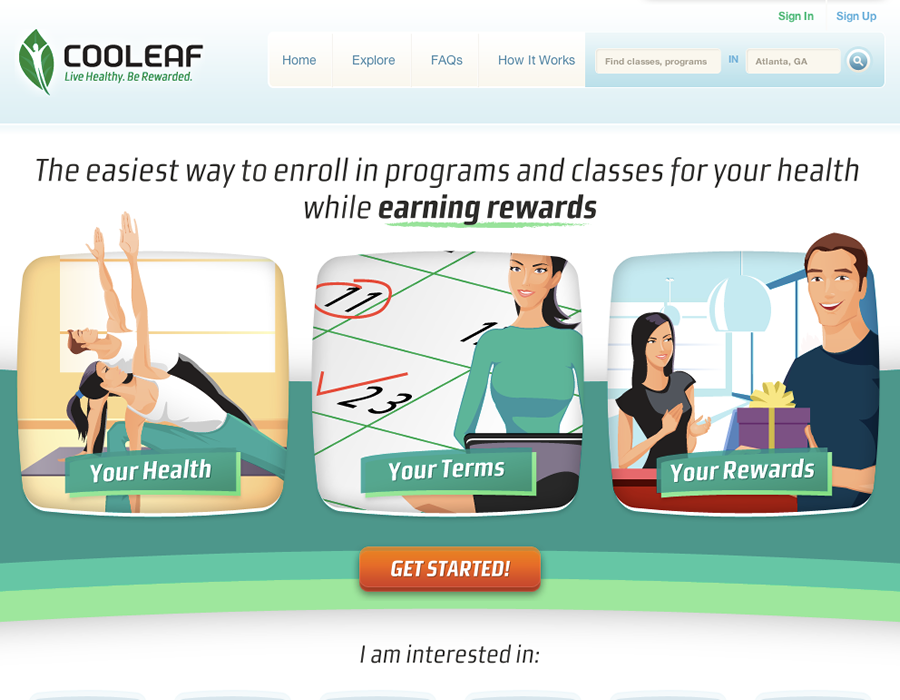 Sign In Sign Up
COOLEAF
Live Healthy. Be Rewarded.
Home Explore FAQs How It Works Find classes, programs IN Atlanta, GA
The easiest way to enroll in programs and classes for your health
while earning rewards
11
1
23
Your Health Your Terms Your Rewards
GET STARTED!
I am interested in: